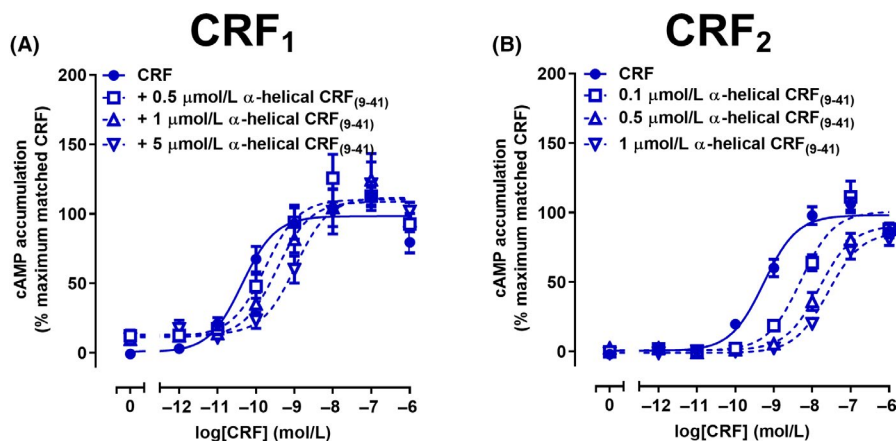 (A)
CRF1
CRF
+ 0.5 μmol/L α-helical CRF(9-41)
+ 1 μmol/L α-helical CRF(9-41)
+ 5 μmol/L α-helical CRF(9-41)
cAMP accumulation
(% maximum matched CRF)
200
150
100
50
0
0 −12 −11 −10 −9 −8 −7 −6
log[CRF] (mol/L)
(B)
CRF2
CRF
0.1 μmol/L α-helical CRF(9-41)
0.5 μmol/L α-helical CRF(9-41)
1 μmol/L α-helical CRF(9-41)
cAMP accumulation
(% maximum matched CRF)
200
150
100
50
0
0 −12 −11 −10 −9 −8 −7 −6
log[CRF] (mol/L)